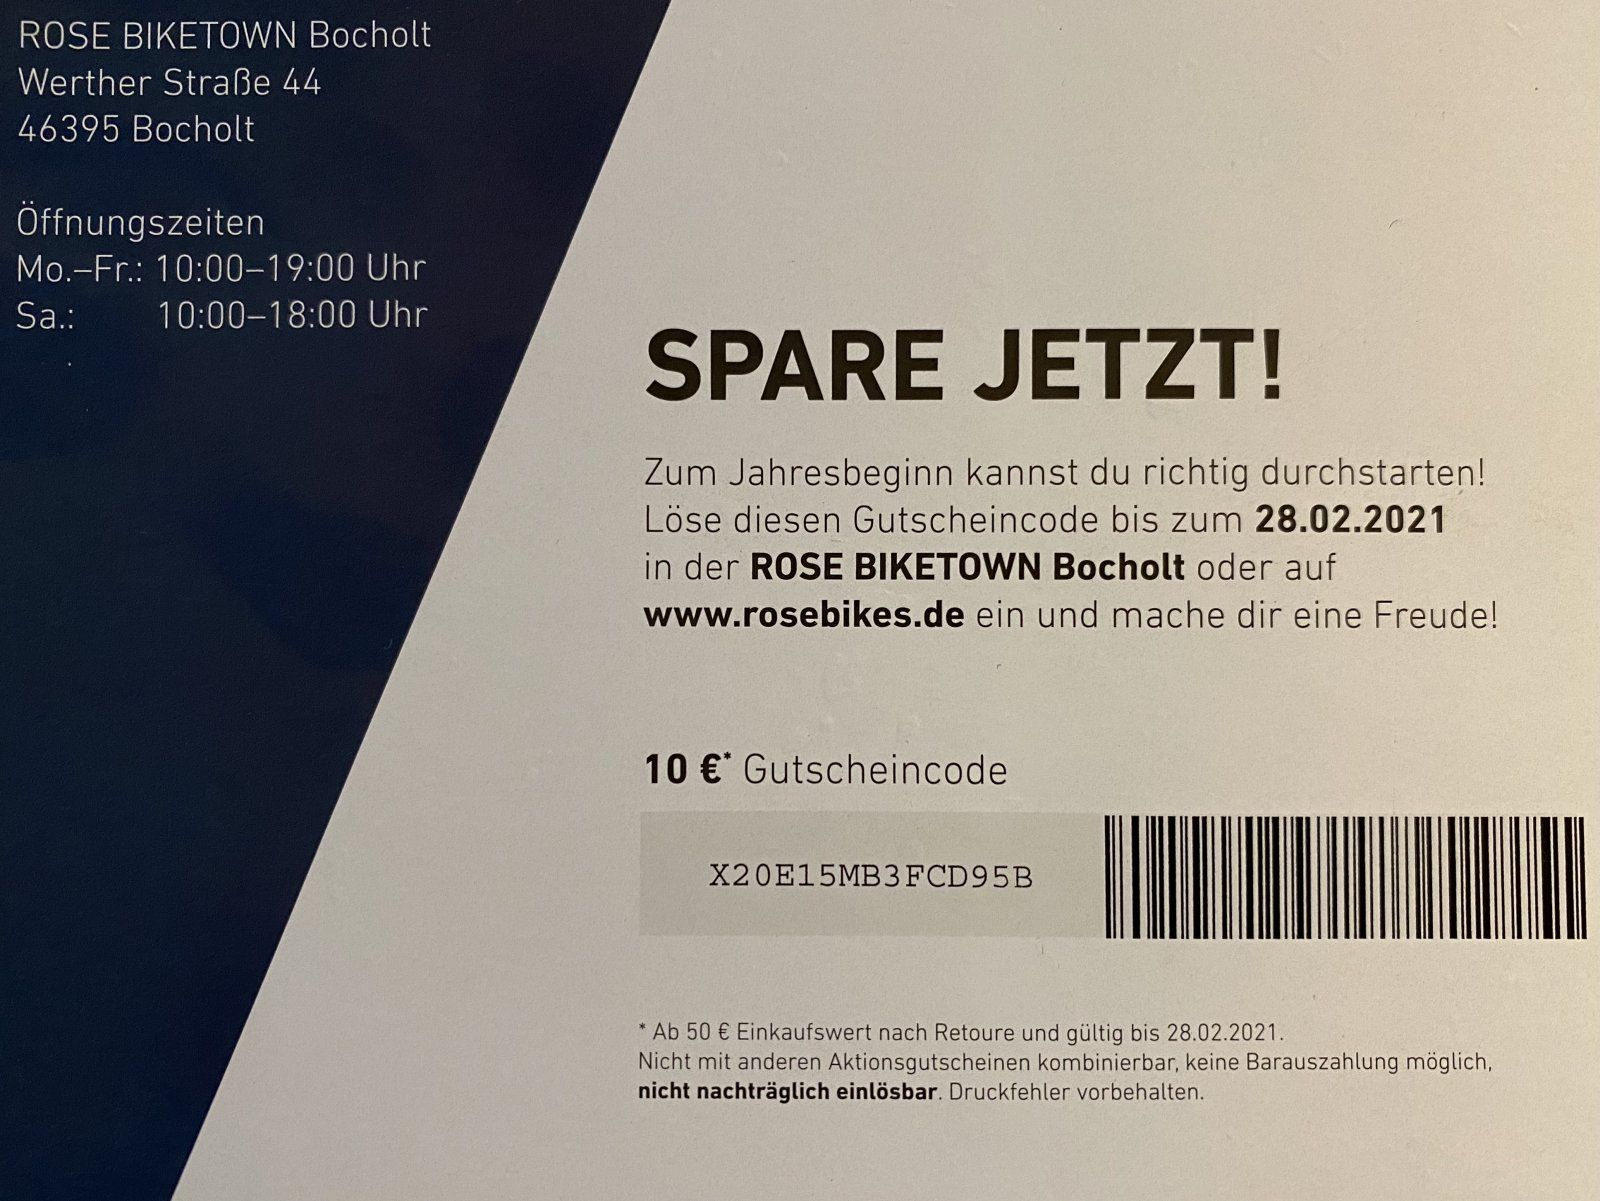 ROSE BIKETOWN Bocholt
Werther Straße 44
46395 Bocholt
Öffnungszeiten
Mo.–Fr.: 10:00–19:00 Uhr
Sa.: 10:00–18:00 Uhr
SPARE JETZT!
Zum Jahresbeginn kannst du richtig durchstarten!
Löse diesen Gutscheincode bis zum 28.02.2021
in der ROSE BIKETOWN Bocholt oder auf
www.rosebikes.de ein und mache dir eine Freude!
10 €* Gutscheincode
X20E15MB3FCD95B
* Ab 50 € Einkaufswert nach Retoure und gültig bis 28.02.2021.
Nicht mit anderen Aktionsgutscheinen kombinierbar, keine Barauszahlung möglich,
nicht nachträglich einlösbar. Druckfehler vorbehalten.